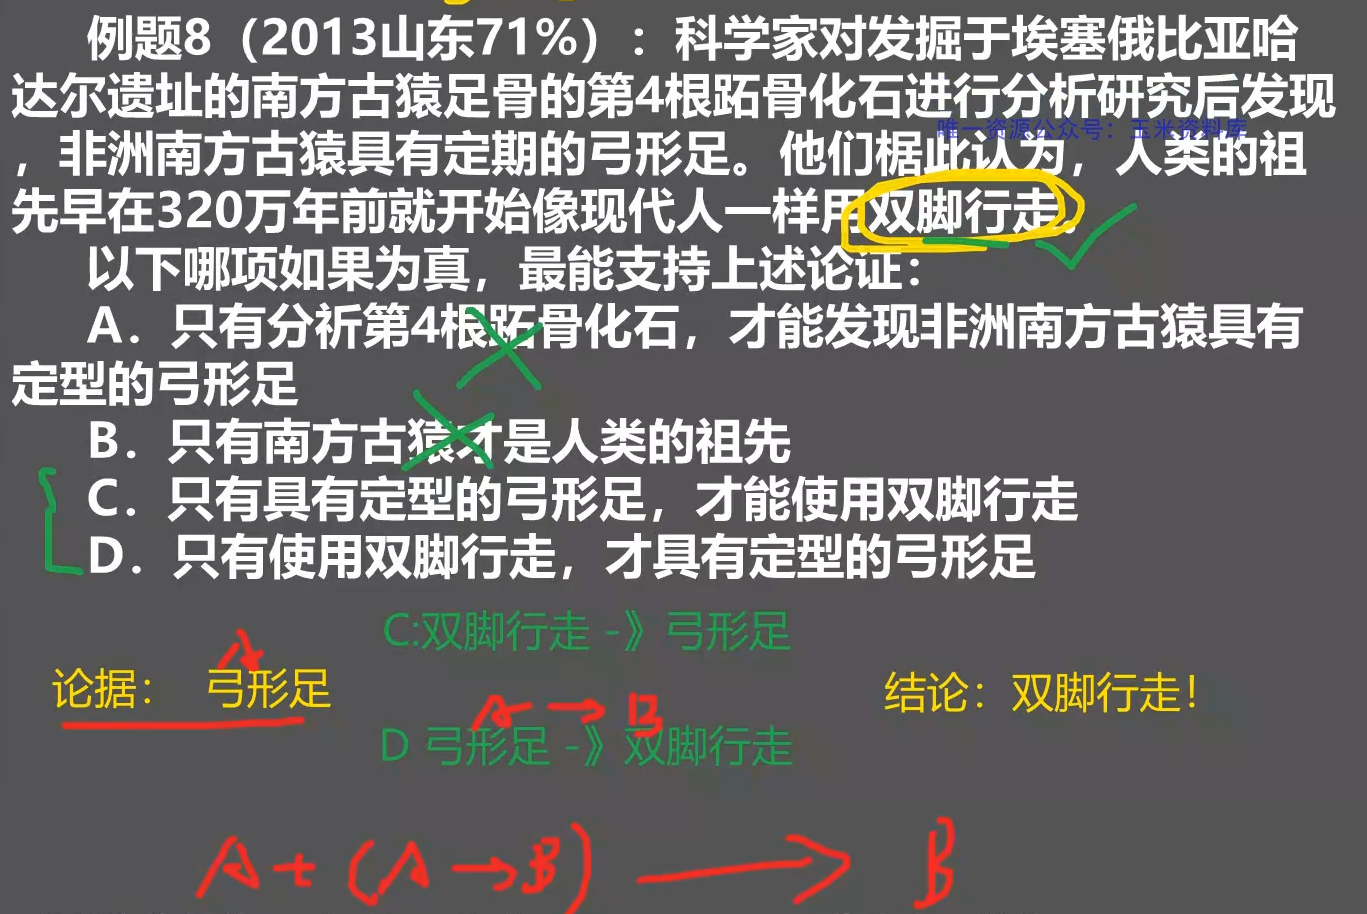 例题8（2013山东71%）：科学家对发掘于埃塞俄比亚哈
达尔遗址的南方古猿足骨的第4根跖骨化石进行分析研究后发现
唯一资源公众号：玉米资料库
，非洲南方古猿具有定期的弓形足。他们椐此认为，人类的祖
先早在320万年前就开始像现代人一样用双脚行走。
以下哪项如果为真，最能支持上述论证：
A．只有分祈第4根跖骨化石，才能发现非洲南方古猿具有
定型的弓形足
B．只有南方古猿才是人类的祖先
C．只有具有定型的弓形足，才能使用双脚行走
D．只有使用双脚行走，才具有定型的弓形足
C:双脚行走 -》弓形足
A
论据： 弓形足 结论：双脚行走！
A → B
D 弓形足 -》双脚行走
A+(A→B) → B